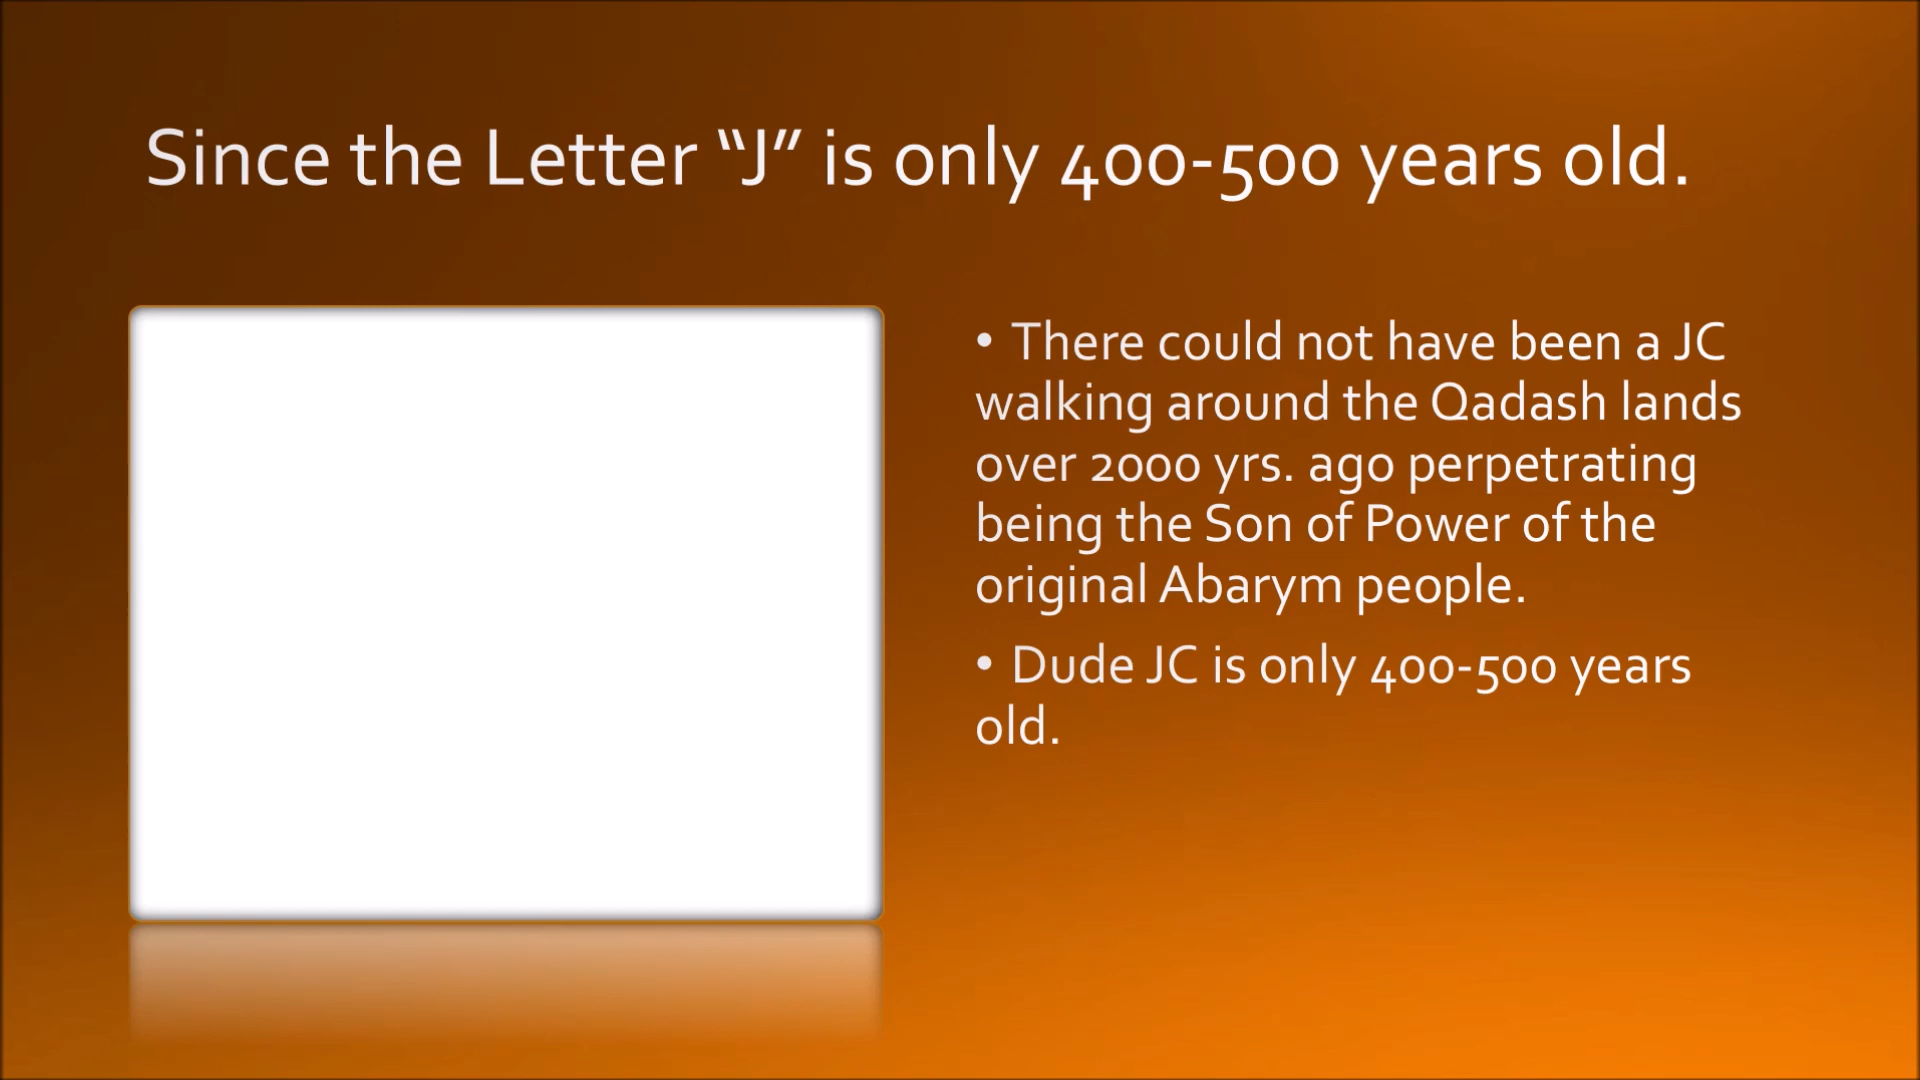 Since the Letter “J” is only 400-500 years old.
• There could not have been a JC
walking around the Qadash lands
over 2000 yrs. ago perpetrating
being the Son of Power of the
original Abarym people.
• Dude JC is only 400-500 years
old.